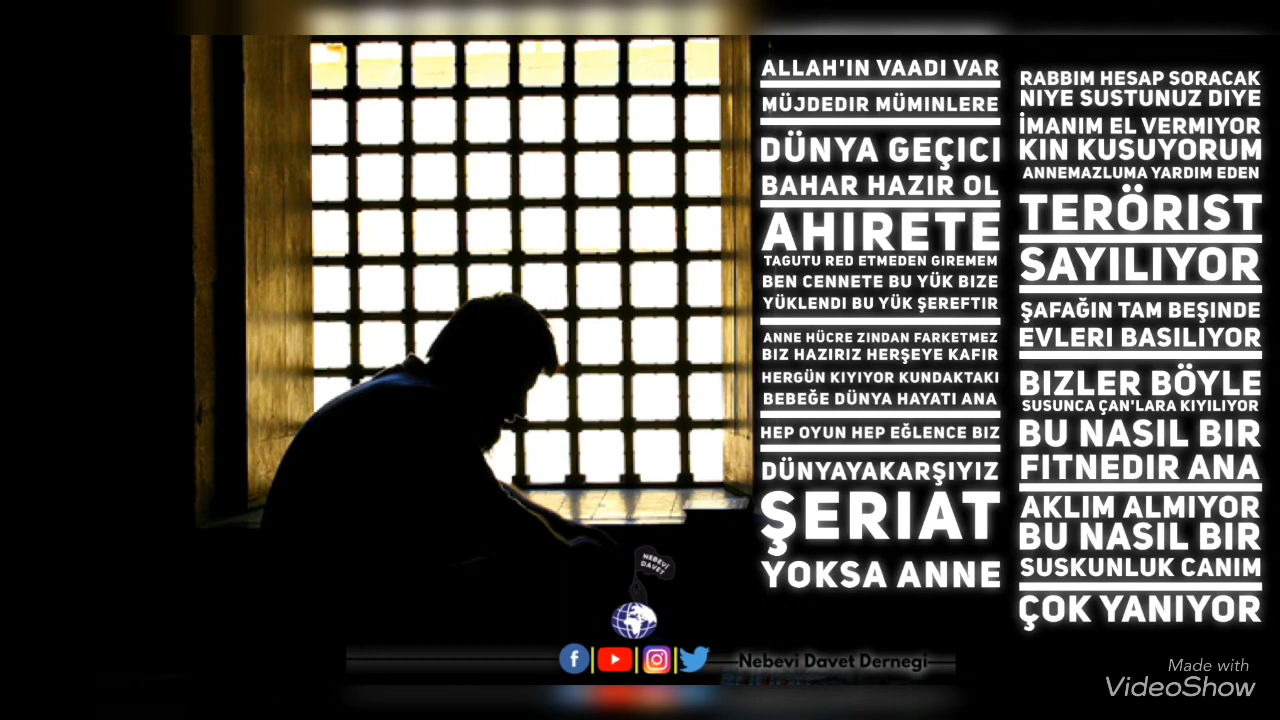 ALLAH'IN VAADI VAR
MÜJDEDIR MÜMINLERE
DÜNYA GEÇICI
BAHAR HAZIR OL
AHIRETE
TAGUTU RED ETMEDEN GIREMEM
BEN CENNETE BU YÜK BIZE
YÜKLENDI BU YÜK ŞEREFTIR
ANNE HÜCRE ZINDAN FARKETMEZ
BIZ HAZIRIZ HERŞEYE KAFIR
HERGÜN KIYIYOR KUNDAKTAKI
BEBEĞE DÜNYA HAYATI ANA
HEP OYUN HEP EĞLENCE BIZ
DÜNYAYAKARŞIYIZ
ŞERIAT
YOKSA ANNE
RABBIM HESAP SORACAK
NIYE SUSTUNUZ DIYE
İMANIM EL VERMIYOR
KIN KUSUYORUM
ANNEMAZLUMA YARDIM EDEN
TERÖRIST
SAYILIYOR
ŞAFAĞIN TAM BEŞINDE
EVLERI BASILIYOR
BIZLER BÖYLE
SUSUNCA ÇAN'LARA KIYILIYOR
BU NASIL BIR
FITNEDIR ANA
AKLIM ALMIYOR
BU NASIL BIR
SUSKUNLUK CANIM
ÇOK YANIYOR
NEBEVİ
DAVET
Nebevi Davet Dernegi
Made with
VideoShow